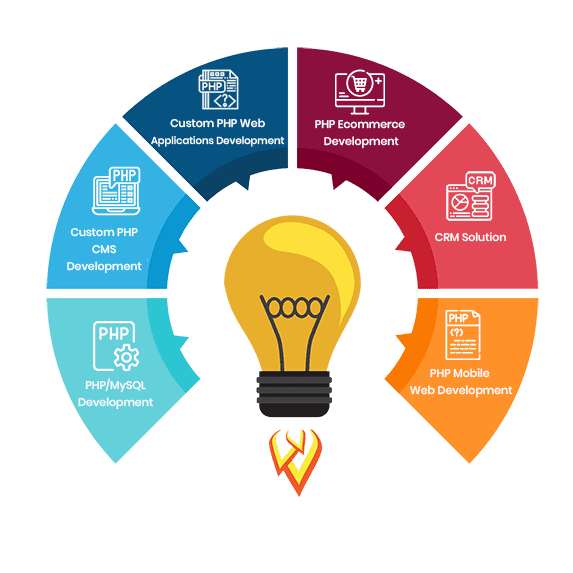 PHP
Custom PHP Web
Applications Development
PHP Ecommerce
Development
PHP
Custom PHP
CMS
Development
CRM
CRM Solution
PHP
PHP/MySQL
Development
PHP
PHP Mobile
Web Development